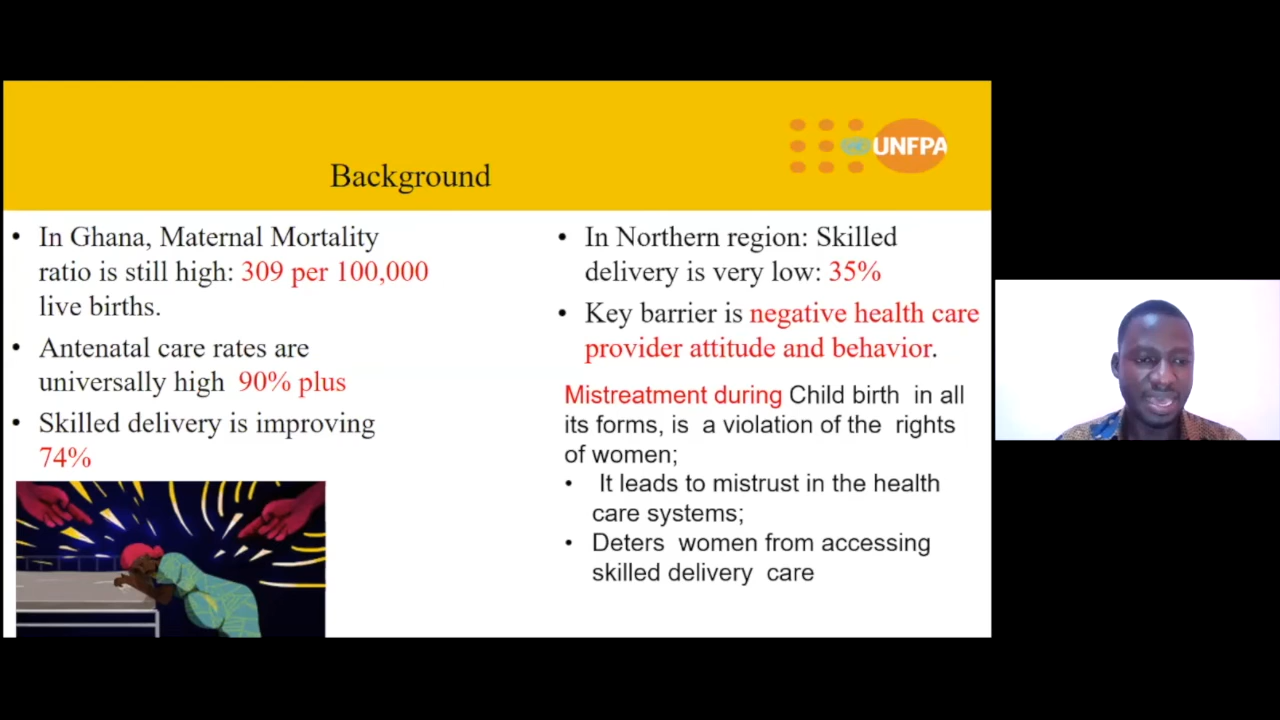 UNFPA
Background
• In Ghana, Maternal Mortality
ratio is still high: 309 per 100,000
live births.
• Antenatal care rates are
universally high 90% plus
• Skilled delivery is improving
74%
• In Northern region: Skilled
delivery is very low: 35%
• Key barrier is negative health care
provider attitude and behavior.
Mistreatment during Child birth in all
its forms, is a violation of the rights
of women;
• It leads to mistrust in the health
care systems;
• Deters women from accessing
skilled delivery care